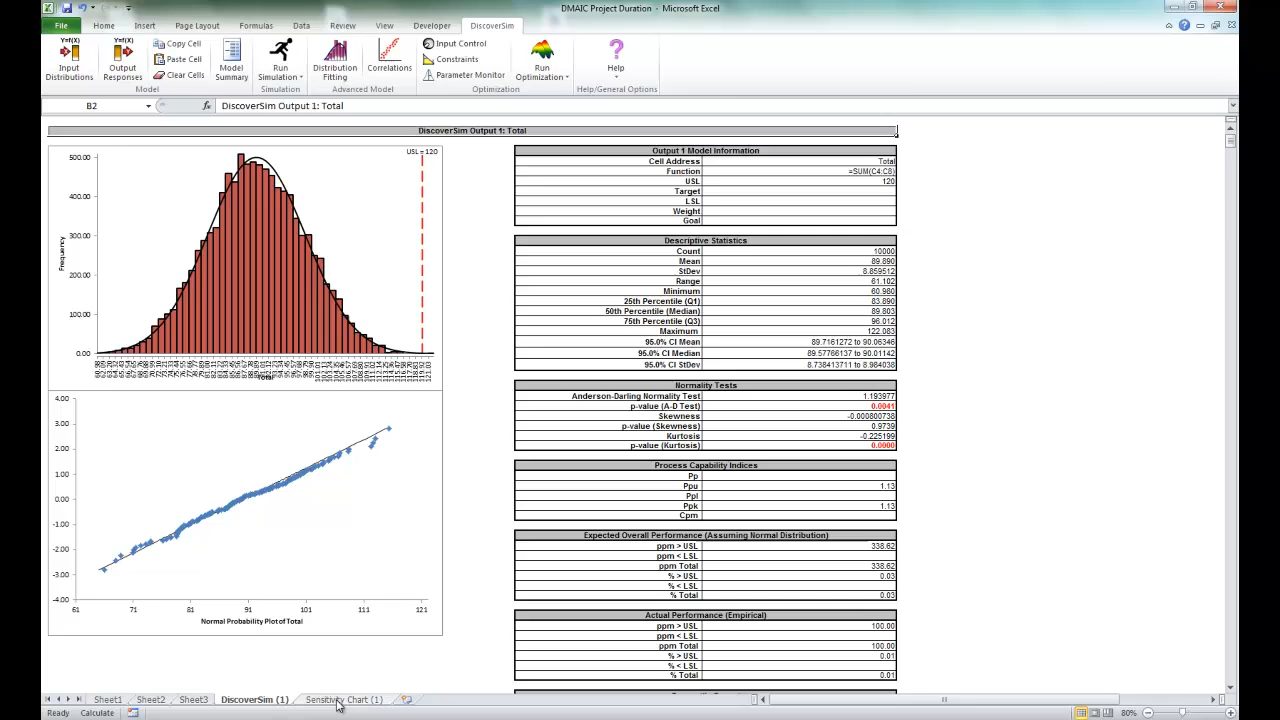 DMAIC Project Duration - Microsoft Excel
File Home Insert Page Layout Formulas Data Review View Developer DiscoverSim
Input Distributions
Output Responses
Copy Cell
Paste Cell
Clear Cells
Model Summary
Run Simulation
Distribution Fitting
Correlations
Input Control
Constraints
Parameter Monitor
Run Optimization
Help
Model Simulation Advanced Model Optimization Help/General Options
B2 fx DiscoverSim Output 1: Total
DiscoverSim Output 1: Total
USL = 120
500.00
400.00
300.00
200.00
100.00
0.00
Frequency
Total
4.00
3.00
2.00
1.00
0.00
-1.00
-2.00
-3.00
-4.00
61 71 81 91 101 111 121
Normal Probability Plot of Total
Output 1 Model Information
Cell Address Total
Function =SUM(C4:C8)
USL 120
Target
LSL
Weight
Goal
Descriptive Statistics
Count 10000
Mean 89.890
StDev 8.859512
Range 61.102
Minimum 60.980
25th Percentile (Q1) 83.890
50th Percentile (Median) 89.803
75th Percentile (Q3) 96.012
Maximum 122.083
95.0% CI Mean 89.7161272 to 90.06346
95.0% CI Median 89.57766137 to 90.01142
95.0% CI StDev 8.738413711 to 8.984038
Normality Tests
Anderson-Darling Normality Test 1.193977
p-value (A-D Test) 0.0041
Skewness -0.000800738
p-value (Skewness) 0.9739
Kurtosis -0.225199
p-value (Kurtosis) 0.0000
Process Capability Indices
Pp
Ppu 1.13
Ppl
Ppk 1.13
Cpm
Expected Overall Performance (Assuming Normal Distribution)
ppm > USL 338.62
ppm < LSL
ppm Total 338.62
% > USL 0.03
% < LSL
% Total 0.03
Actual Performance (Empirical)
ppm > USL 100.00
ppm < LSL
ppm Total 100.00
% > USL 0.01
% < LSL
% Total 0.01
Sheet1 Sheet2 Sheet3 DiscoverSim (1) Sensitivity Chart (1)
Ready Calculate 80%